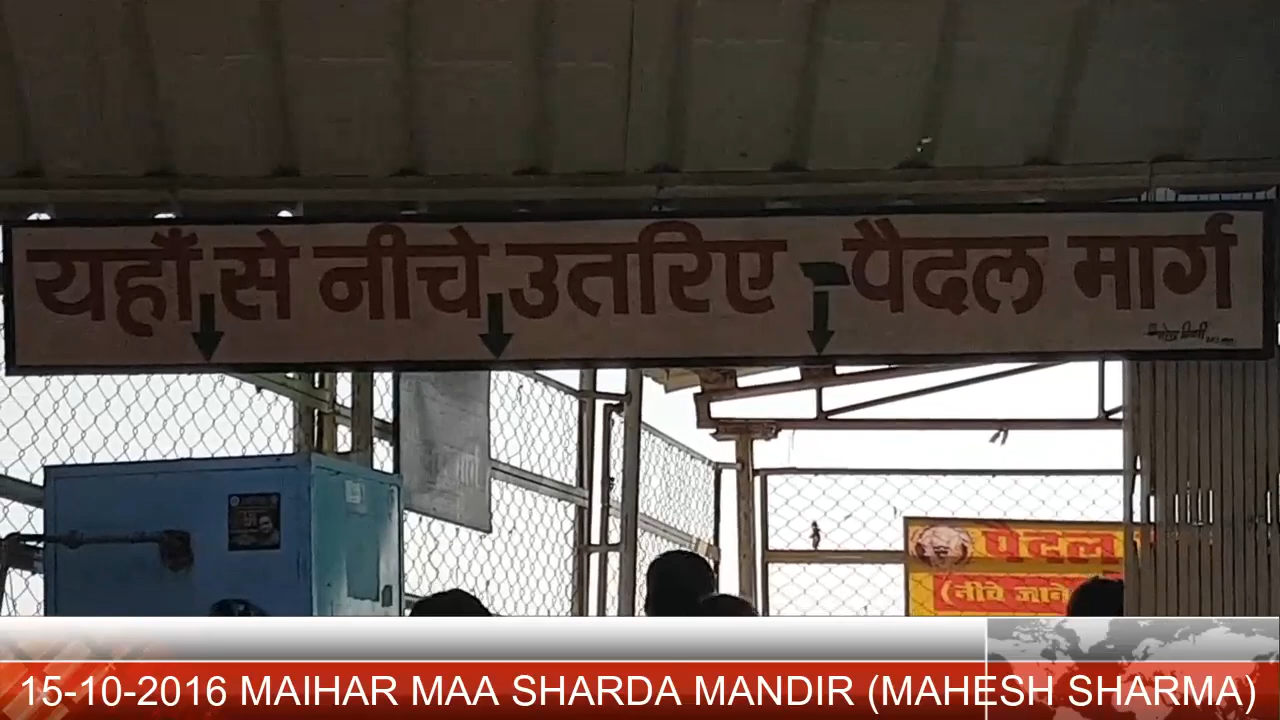 यहाँ से नीचे उतरिए - पैदल मार्ग
पैदल
(नीचे जाने
15-10-2016 MAIHAR MAA SHARDA MANDIR (MAHESH SHARMA)